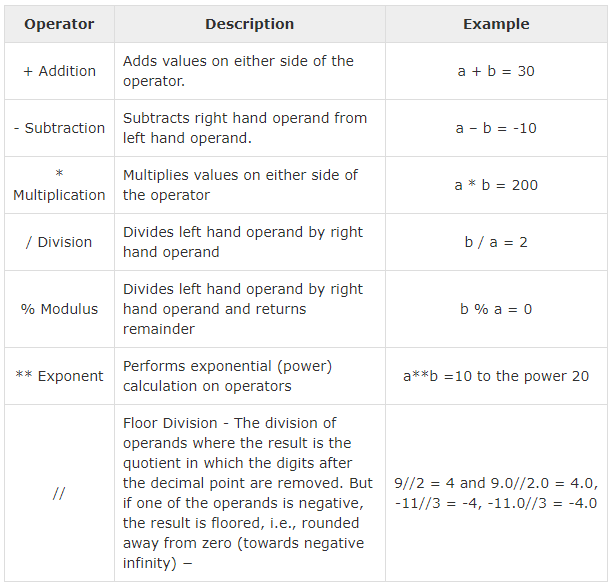 Operator Description Example
+ Addition
Adds values on either side of the
operator.
a + b = 30
- Subtraction
Subtracts right hand operand from
left hand operand.
a – b = -10
*
Multiplication
Multiplies values on either side of
the operator
a * b = 200
/ Division
Divides left hand operand by right
hand operand
b / a = 2
% Modulus
Divides left hand operand by right
hand operand and returns
remainder
b % a = 0
** Exponent
Performs exponential (power)
calculation on operators
a**b =10 to the power 20
//
Floor Division - The division of
operands where the result is the
quotient in which the digits after
the decimal point are removed. But
if one of the operands is negative,
the result is floored, i.e., rounded
away from zero (towards negative
infinity) −
9//2 = 4 and 9.0//2.0 = 4.0,
-11//3 = -4, -11.0//3 = -4.0